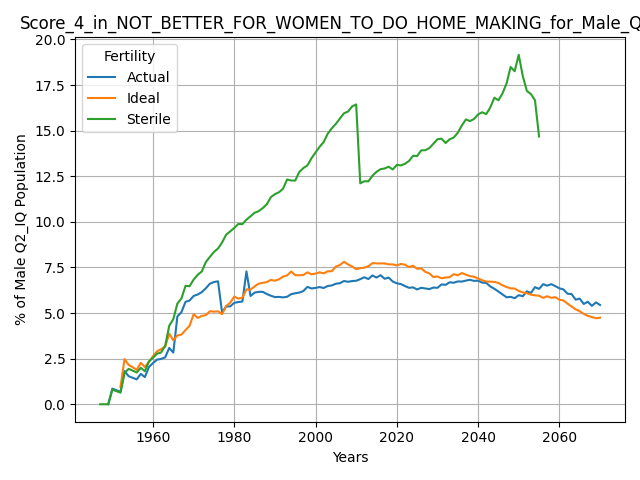 Score_4_in_NOT_BETTER_FOR_WOMEN_TO_DO_HOME_MAKING_for_Male_Q
Fertility
Actual
Ideal
Sterile
% of Male Q2_IQ Population
20.0
17.5
15.0
12.5
10.0
7.5
5.0
2.5
0.0
1960 1980 2000 2020 2040 2060
Years